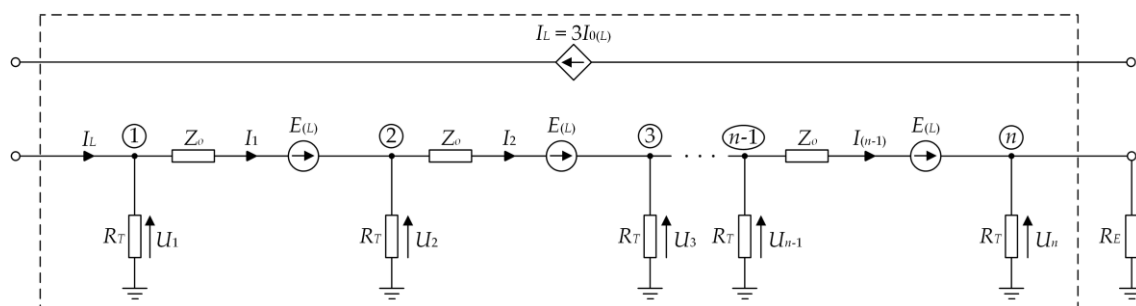 I_L = 3I_0(L)
I_L 1 Z_o I_1 E_(L) 2 Z_o I_2 E_(L) 3 . . . n-1 Z_o I_(n-1) E_(L) n
R_T U_1 R_T U_2 R_T U_3 R_T U_n-1 R_T U_n R_E